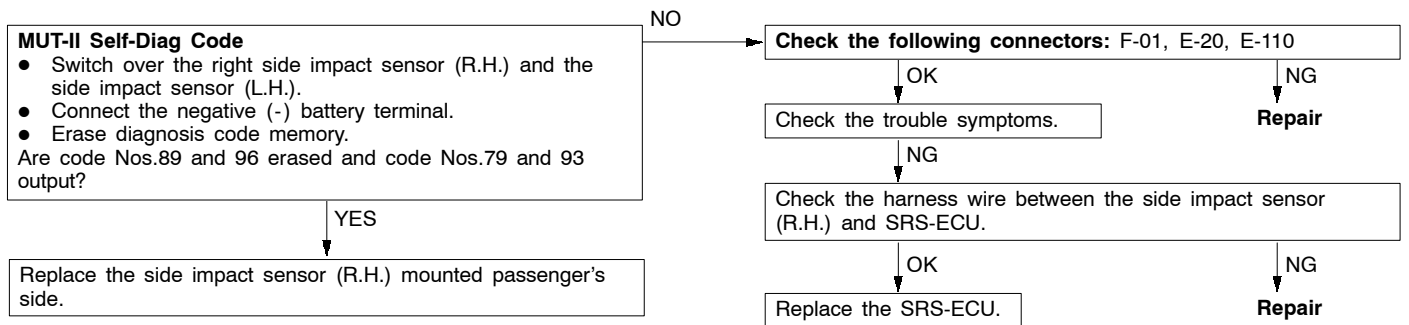 MUT-II Self-Diag Code
● Switch over the right side impact sensor (R.H.) and the
side impact sensor (L.H.).
● Connect the negative (-) battery terminal.
● Erase diagnosis code memory.
Are code Nos.89 and 96 erased and code Nos.79 and 93
output?
YES
Replace the side impact sensor (R.H.) mounted passenger's
side.
NO
Check the following connectors: F-01, E-20, E-110
OK
NG
Check the trouble symptoms.
Repair
NG
Check the harness wire between the side impact sensor
(R.H.) and SRS-ECU.
OK
NG
Replace the SRS-ECU.
Repair